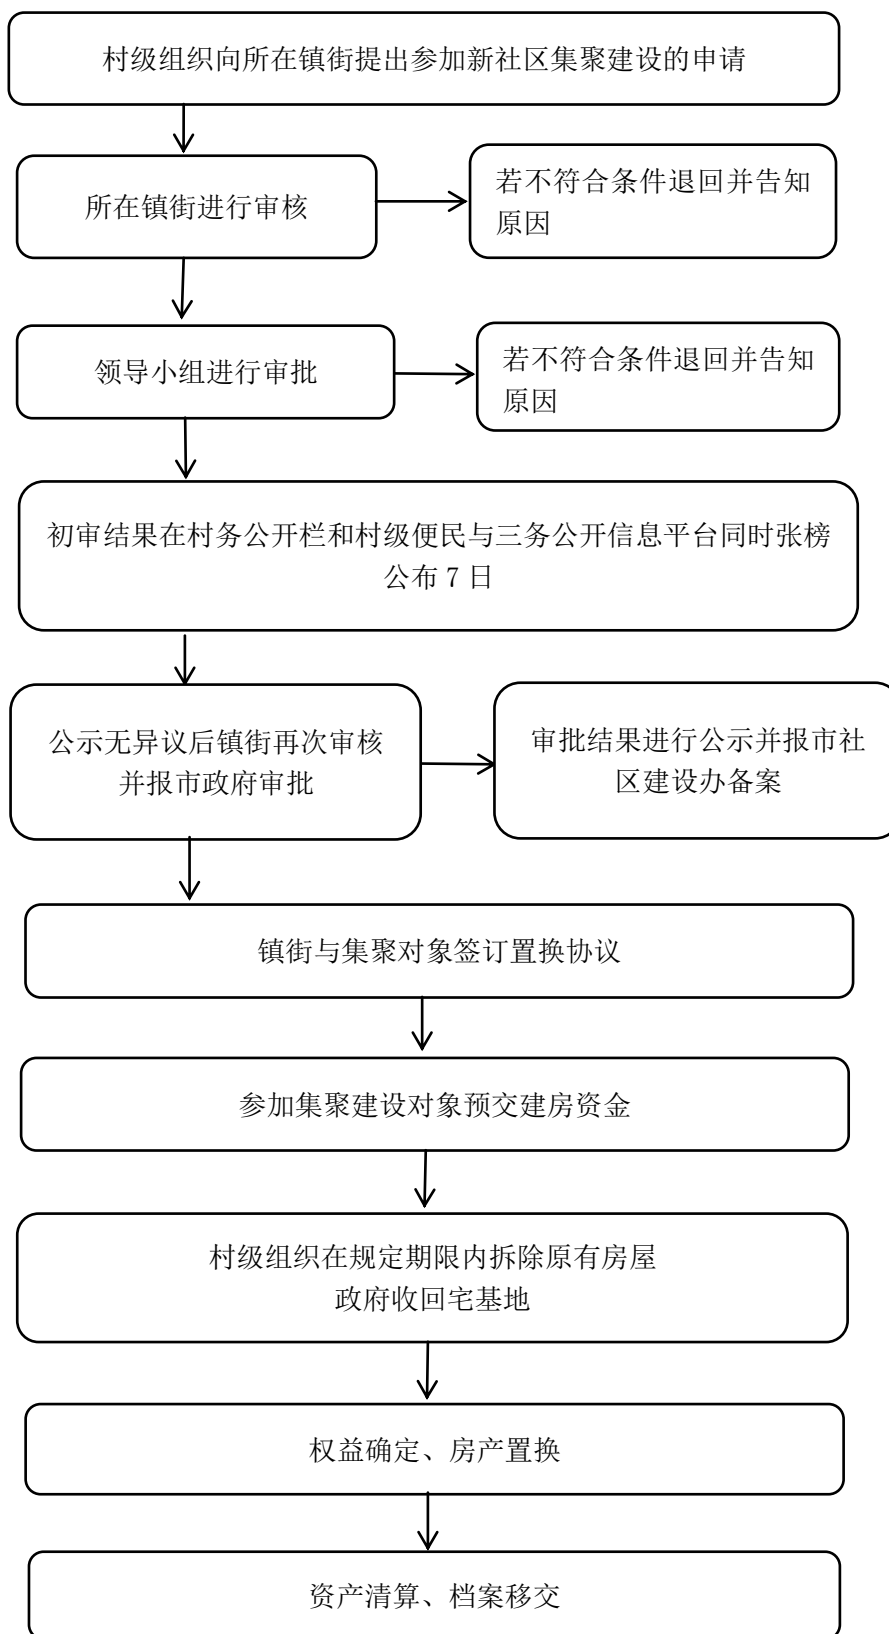 村级组织向所在镇街提出参加新社区集聚建设的申请
所在镇街进行审核
若不符合条件退回并告知
原因
领导小组进行审批
若不符合条件退回并告知
原因
初审结果在村务公开栏和村级便民与三务公开信息平台同时张榜
公布 7 日
公示无异议后镇街再次审核
并报市政府审批
审批结果进行公示并报市社
区建设办备案
镇街与集聚对象签订置换协议
参加集聚建设对象预交建房资金
村级组织在规定期限内拆除原有房屋
政府收回宅基地
权益确定、房产置换
资产清算、档案移交